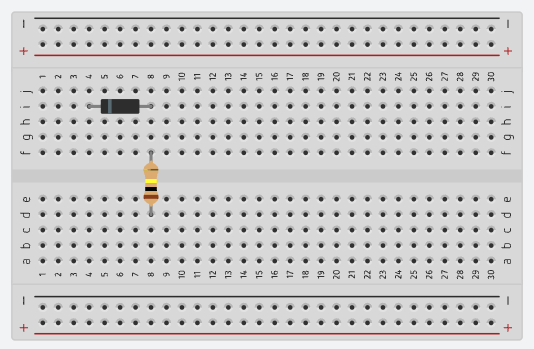 − −
+ +
1 2 3 4 5 6 7 8 9 10 11 12 13 14 15 16 17 18 19 20 21 22 23 24 25 26 27 28 29 30
j j
i i
h h
g g
f f
e e
d d
c c
b b
a a
1 2 3 4 5 6 7 8 9 10 11 12 13 14 15 16 17 18 19 20 21 22 23 24 25 26 27 28 29 30
− −
+ +